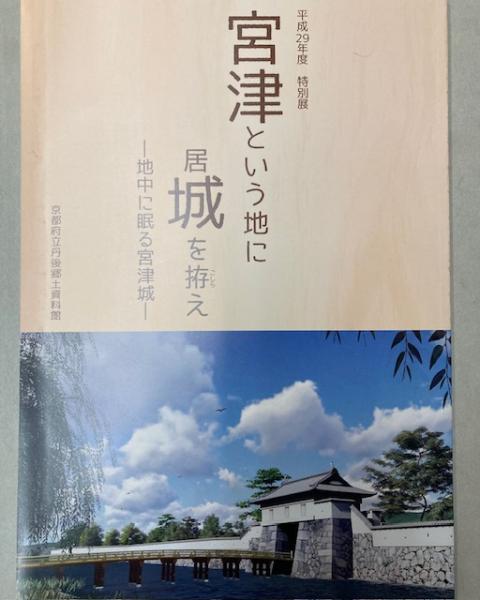 平成29年度 特別展
宮津という地に
居城を拵え
こしら
―地中に眠る宮津城―
京都府立丹後郷土資料館